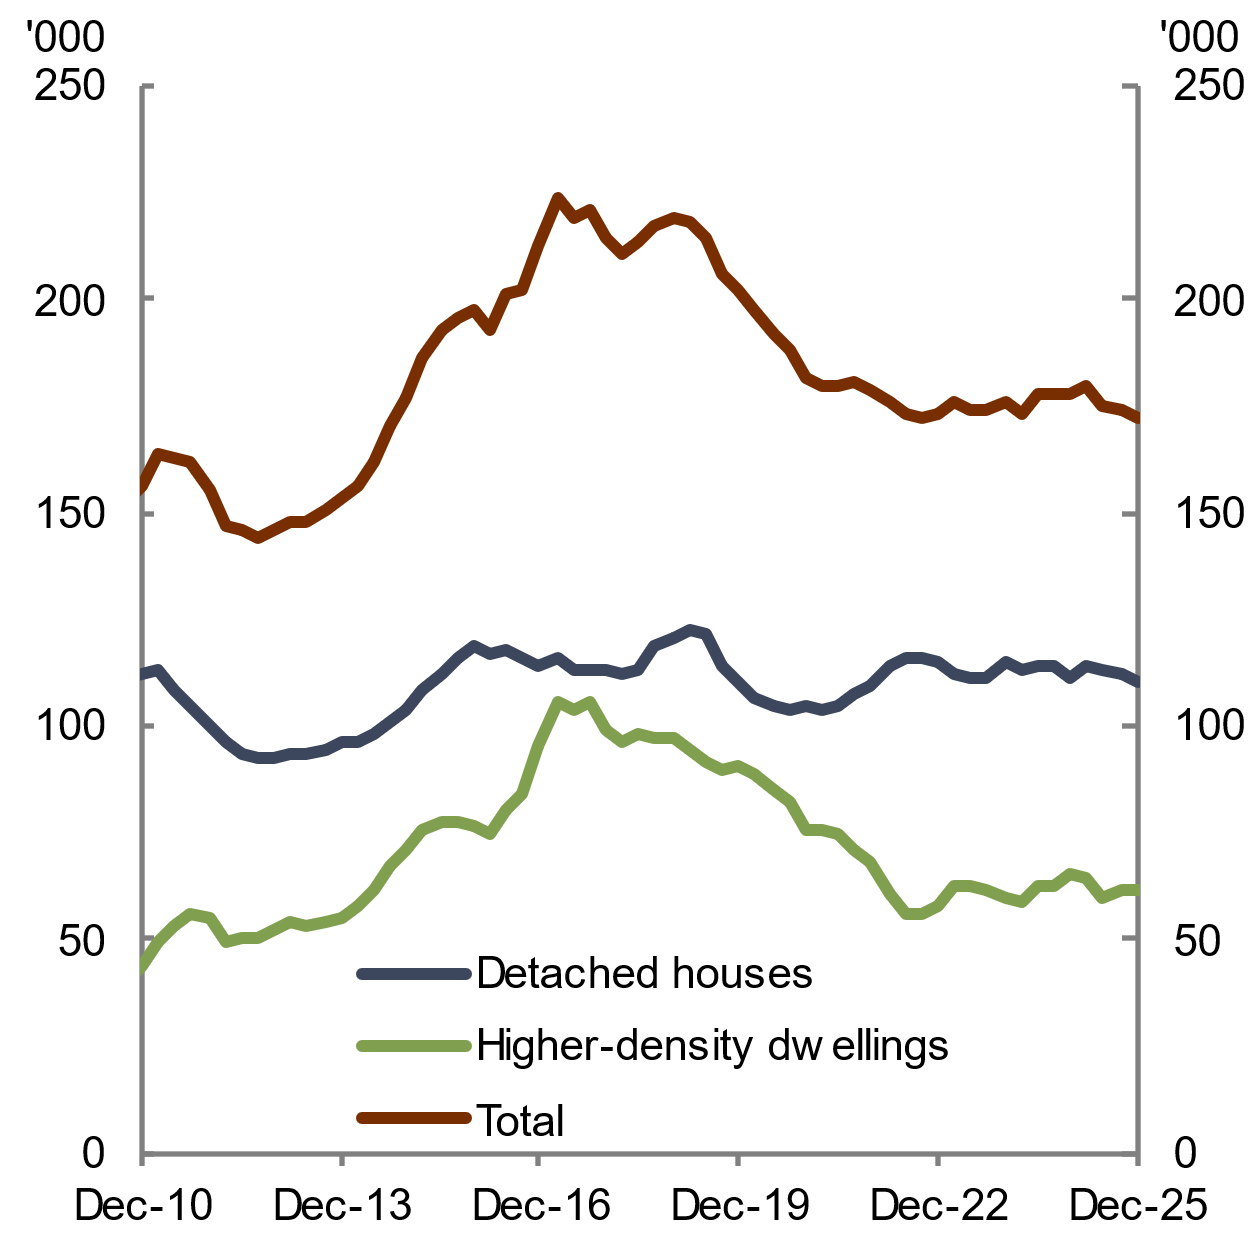 '000 '000
250 250
200 200
150 150
100 100
50 50
Detached houses
Higher-density dw ellings
Total
0 0
Dec-10 Dec-13 Dec-16 Dec-19 Dec-22 Dec-25